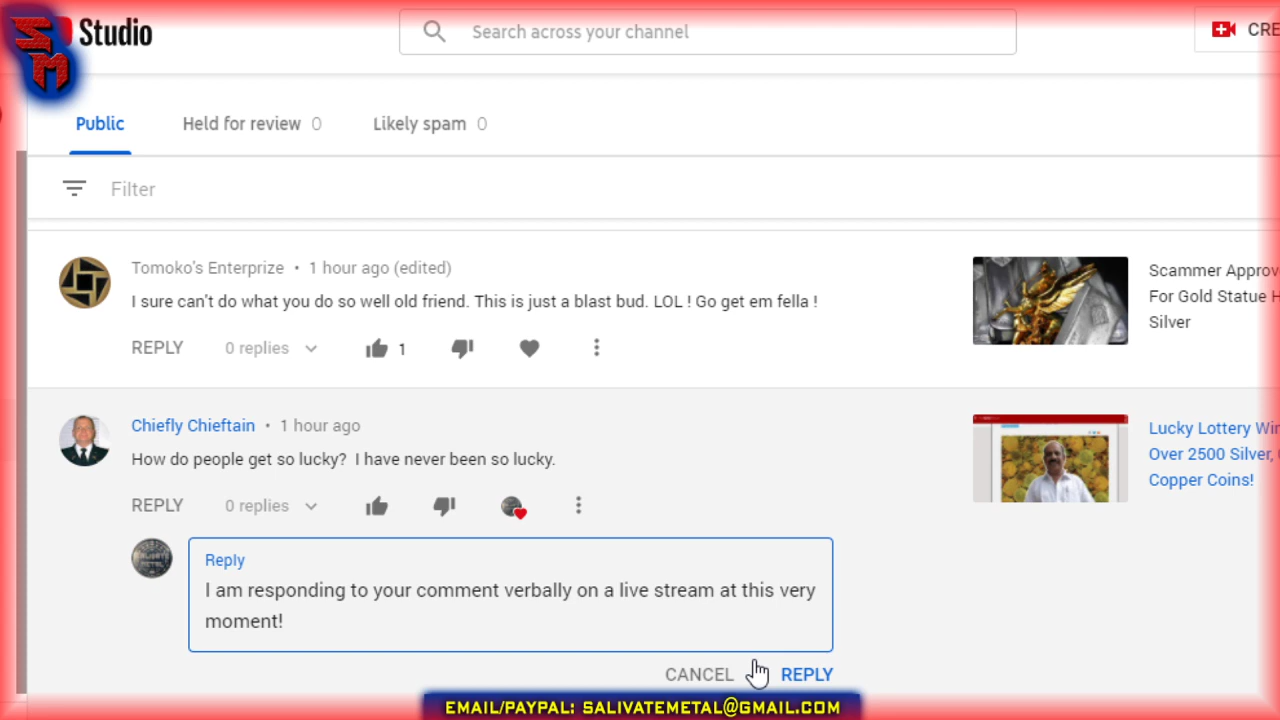 SM
Studio
Search across your channel
CRE
Public
Held for review 0
Likely spam 0
Filter
Tomoko's Enterprize • 1 hour ago (edited)
I sure can't do what you do so well old friend. This is just a blast bud. LOL ! Go get em fella !
REPLY 0 replies 1
Scammer Approv
For Gold Statue H
Silver
Chiefly Chieftain • 1 hour ago
How do people get so lucky? I have never been so lucky.
REPLY 0 replies
Lucky Lottery Win
Over 2500 Silver,
Copper Coins!
Reply
I am responding to your comment verbally on a live stream at this very
moment!
CANCEL REPLY
EMAIL/PAYPAL: SALIVATEMETAL@GMAIL.COM